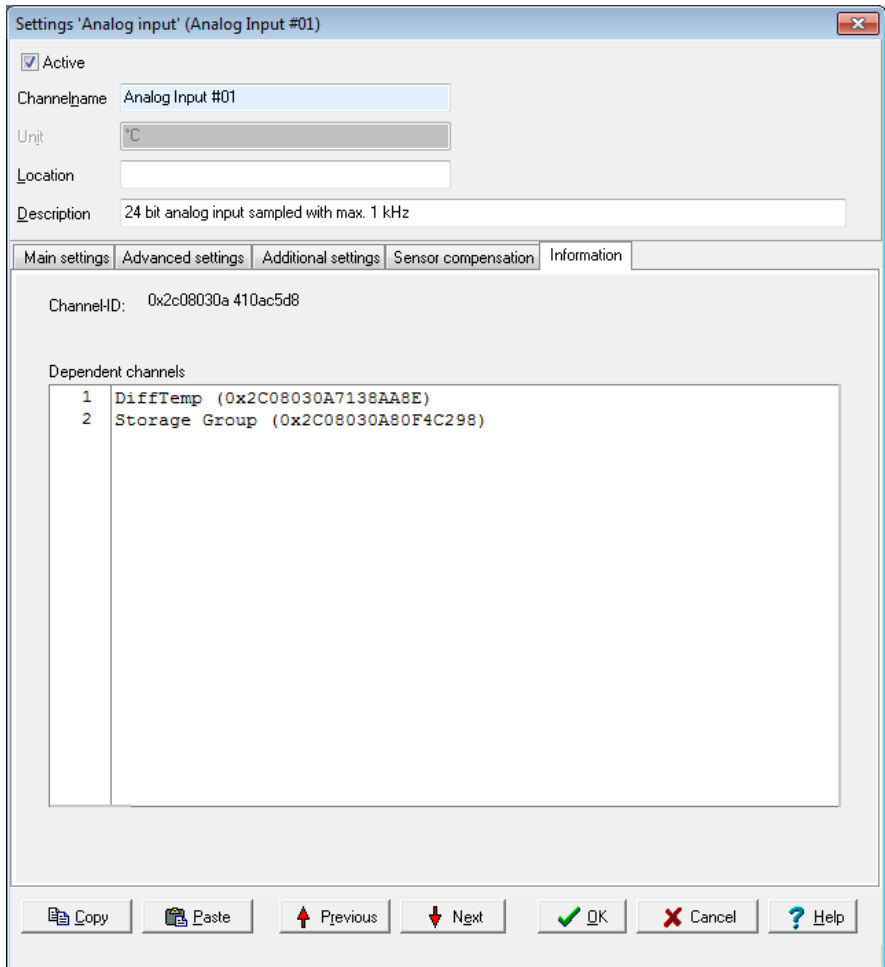 Settings 'Analog input' (Analog Input #01)
Active
Channelname Analog Input #01
Unit °C
Location
Description 24 bit analog input sampled with max. 1 kHz
Main settings Advanced settings Additional settings Sensor compensation Information
Channel-ID: 0x2c08030a 410ac5d8
Dependent channels
1 DiffTemp (0x2C08030A7138AA8E)
2 Storage Group (0x2C08030A80F4C298)
Copy Paste Previous Next OK Cancel Help